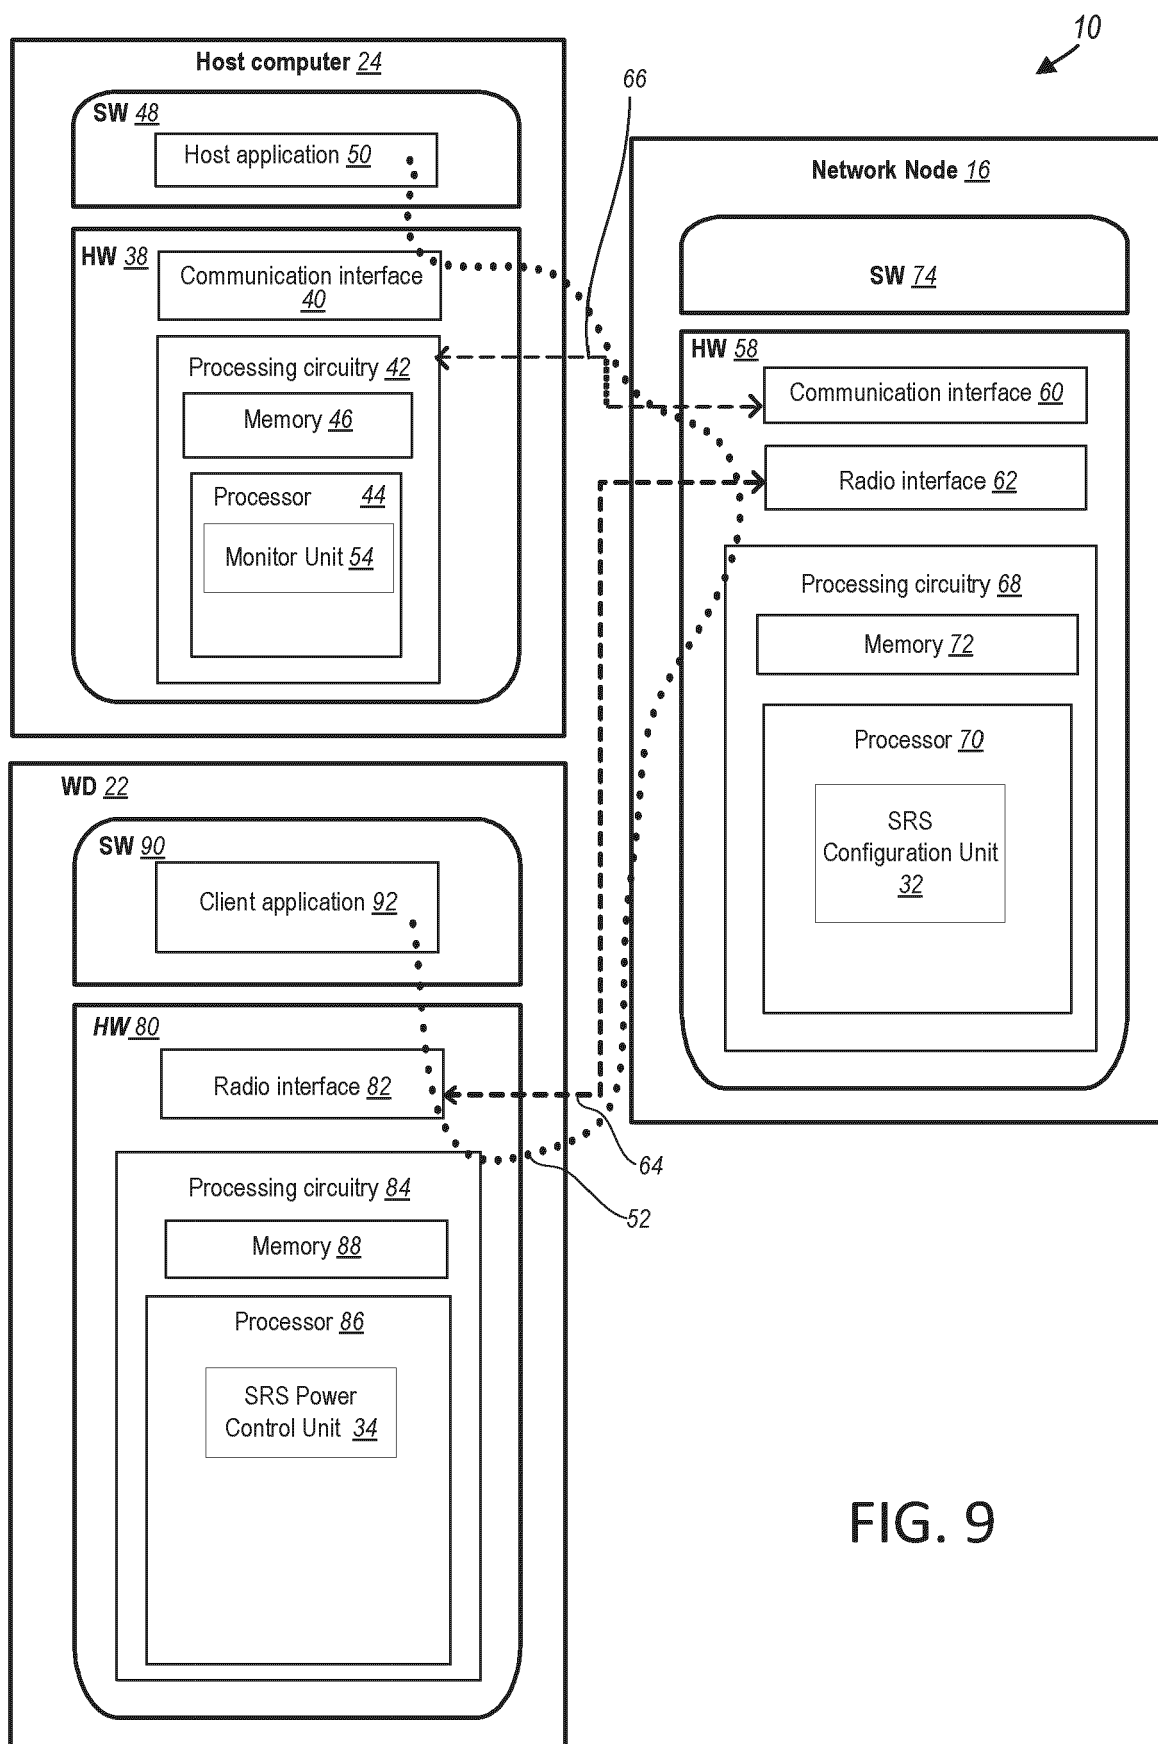 10
Host computer 24
SW 48
Host application 50
HW 38
Communication interface
40
Processing circuitry 42
Memory 46
Processor 44
Monitor Unit 54
66
Network Node 16
SW 74
HW 58
Communication interface 60
Radio interface 62
Processing circuitry 68
Memory 72
Processor 70
SRS
Configuration Unit
32
WD 22
SW 90
Client application 92
HW 80
Radio interface 82
64
52
Processing circuitry 84
Memory 88
Processor 86
SRS Power
Control Unit 34
FIG. 9